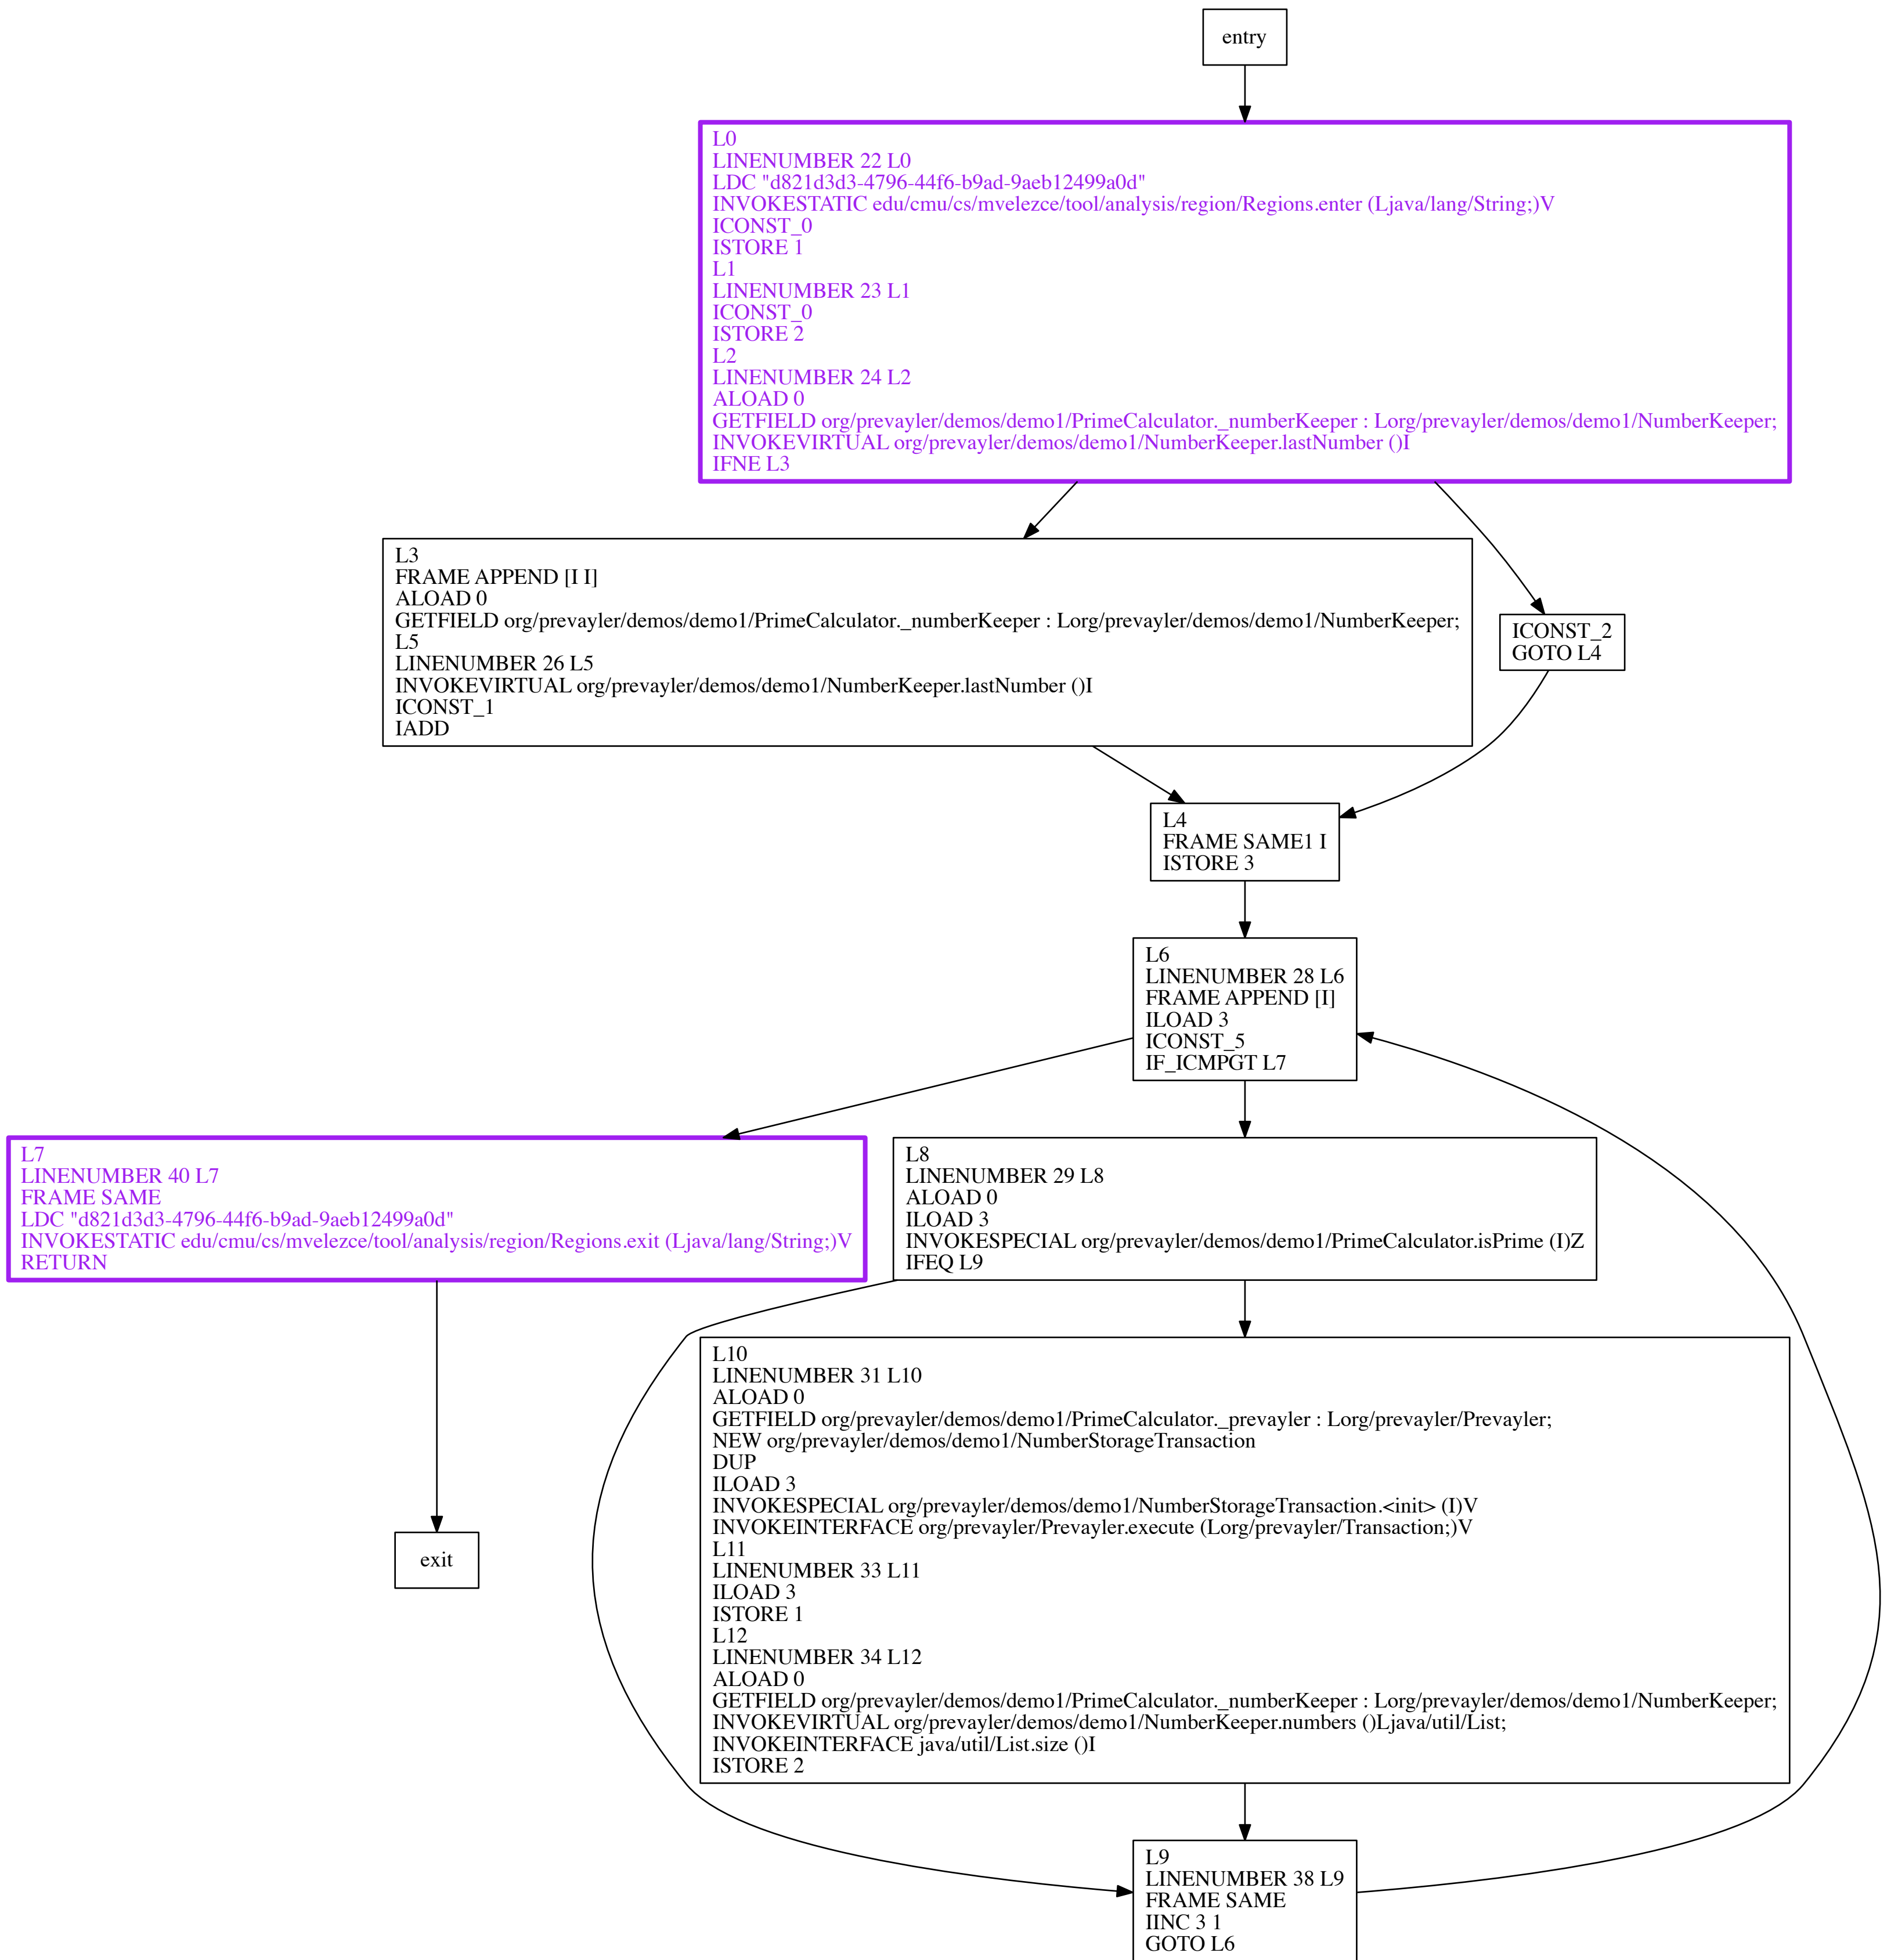 entry
L0
LINENUMBER 22 L0
LDC "d821d3d3-4796-44f6-b9ad-9aeb12499a0d"
INVOKESTATIC edu/cmu/cs/mvelezce/tool/analysis/region/Regions.enter (Ljava/lang/String;)V
ICONST_0
ISTORE 1
L1
LINENUMBER 23 L1
ICONST_0
ISTORE 2
L2
LINENUMBER 24 L2
ALOAD 0
GETFIELD org/prevayler/demos/demo1/PrimeCalculator._numberKeeper : Lorg/prevayler/demos/demo1/NumberKeeper;
INVOKEVIRTUAL org/prevayler/demos/demo1/NumberKeeper.lastNumber ()I
IFNE L3
L3
FRAME APPEND [I I]
ALOAD 0
GETFIELD org/prevayler/demos/demo1/PrimeCalculator._numberKeeper : Lorg/prevayler/demos/demo1/NumberKeeper;
L5
LINENUMBER 26 L5
INVOKEVIRTUAL org/prevayler/demos/demo1/NumberKeeper.lastNumber ()I
ICONST_1
IADD
ICONST_2
GOTO L4
L4
FRAME SAME1 I
ISTORE 3
L6
LINENUMBER 28 L6
FRAME APPEND [I]
ILOAD 3
ICONST_5
IF_ICMPGT L7
L7
LINENUMBER 40 L7
FRAME SAME
LDC "d821d3d3-4796-44f6-b9ad-9aeb12499a0d"
INVOKESTATIC edu/cmu/cs/mvelezce/tool/analysis/region/Regions.exit (Ljava/lang/String;)V
RETURN
L8
LINENUMBER 29 L8
ALOAD 0
ILOAD 3
INVOKESPECIAL org/prevayler/demos/demo1/PrimeCalculator.isPrime (I)Z
IFEQ L9
L10
LINENUMBER 31 L10
ALOAD 0
GETFIELD org/prevayler/demos/demo1/PrimeCalculator._prevayler : Lorg/prevayler/Prevayler;
NEW org/prevayler/demos/demo1/NumberStorageTransaction
DUP
ILOAD 3
INVOKESPECIAL org/prevayler/demos/demo1/NumberStorageTransaction.<init> (I)V
INVOKEINTERFACE org/prevayler/Prevayler.execute (Lorg/prevayler/Transaction;)V
L11
LINENUMBER 33 L11
ILOAD 3
ISTORE 1
L12
LINENUMBER 34 L12
ALOAD 0
GETFIELD org/prevayler/demos/demo1/PrimeCalculator._numberKeeper : Lorg/prevayler/demos/demo1/NumberKeeper;
INVOKEVIRTUAL org/prevayler/demos/demo1/NumberKeeper.numbers ()Ljava/util/List;
INVOKEINTERFACE java/util/List.size ()I
ISTORE 2
exit
L9
LINENUMBER 38 L9
FRAME SAME
IINC 3 1
GOTO L6